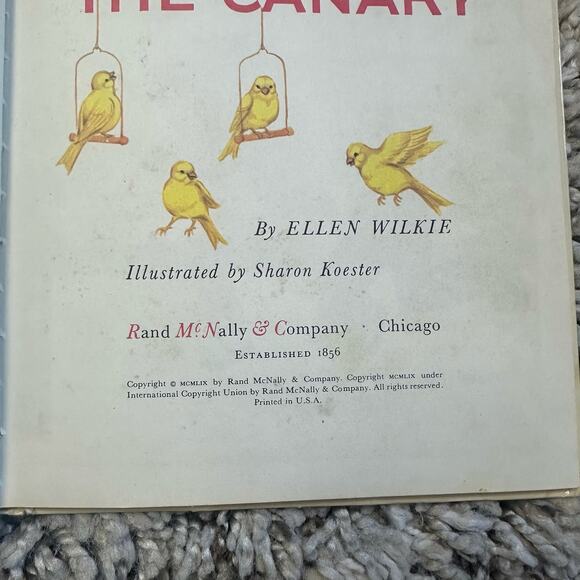 THE CANARY
By ELLEN WILKIE
Illustrated by Sharon Koester
Rand McNally & Company · Chicago
ESTABLISHED 1856
Copyright © MCMLIX by Rand McNally & Company. Copyright MCMLIX under
International Copyright Union by Rand McNally & Company. All rights reserved.
Printed in U.S.A.